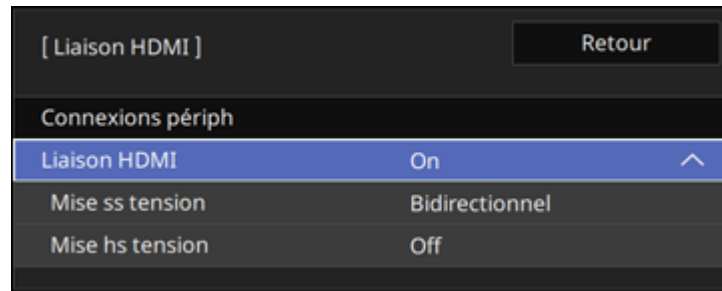 [ Liaison HDMI ] Retour
Connexions périph
Liaison HDMI On
Mise ss tension Bidirectionnel
Mise hs tension Off